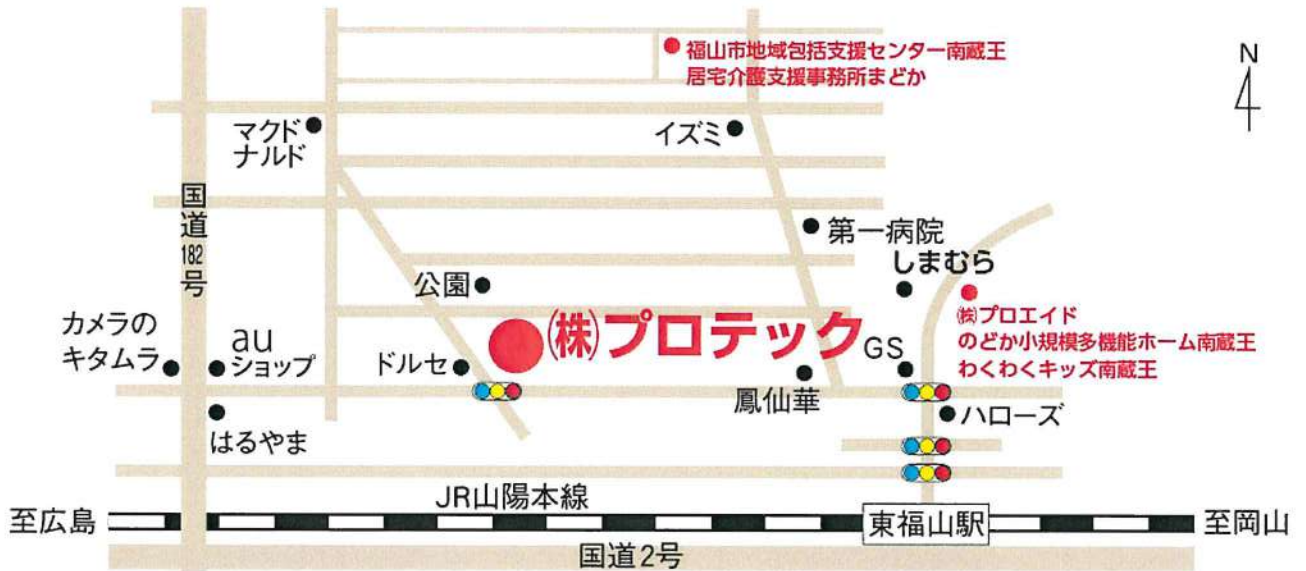 福山市地域包括支援センター南蔵王
居宅介護支援事務所まどか
N
マクド
ナルド
イズミ
国道182号
第一病院
しまむら
公園
㈱プロエイド
のどか小規模多機能ホーム南蔵王
わくわくキッズ南蔵王
カメラの
キタムラ
au
ショップ
ドルセ
(株)プロテック
GS
鳳仙華
はるやま
ハローズ
JR山陽本線
至広島
東福山駅
至岡山
国道2号